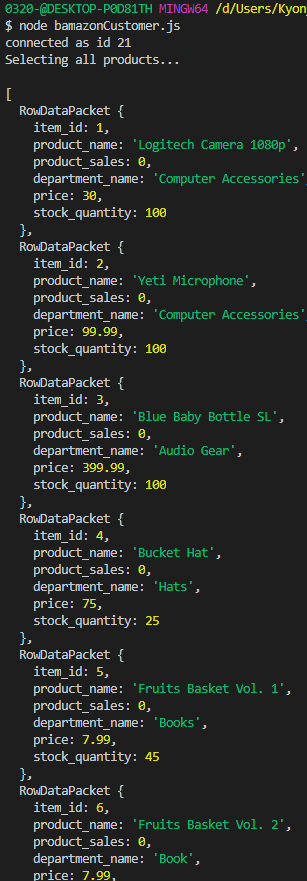 0320-@DESKTOP-P0D81TH MINGW64 /d/Users/Kyon
$ node bamazonCustomer.js
connected as id 21
Selecting all products...
[
RowDataPacket {
item_id: 1,
product_name: 'Logitech Camera 1080p',
product_sales: 0,
department_name: 'Computer Accessories'
price: 30,
stock_quantity: 100
},
RowDataPacket {
item_id: 2,
product_name: 'Yeti Microphone',
product_sales: 0,
department_name: 'Computer Accessories'
price: 99.99,
stock_quantity: 100
},
RowDataPacket {
item_id: 3,
product_name: 'Blue Baby Bottle SL',
product_sales: 0,
department_name: 'Audio Gear',
price: 399.99,
stock_quantity: 100
},
RowDataPacket {
item_id: 4,
product_name: 'Bucket Hat',
product_sales: 0,
department_name: 'Hats',
price: 75,
stock_quantity: 25
},
RowDataPacket {
item_id: 5,
product_name: 'Fruits Basket Vol. 1',
product_sales: 0,
department_name: 'Books',
price: 7.99,
stock_quantity: 45
},
RowDataPacket {
item_id: 6,
product_name: 'Fruits Basket Vol. 2',
product_sales: 0,
department_name: 'Book',
price: 7.99,